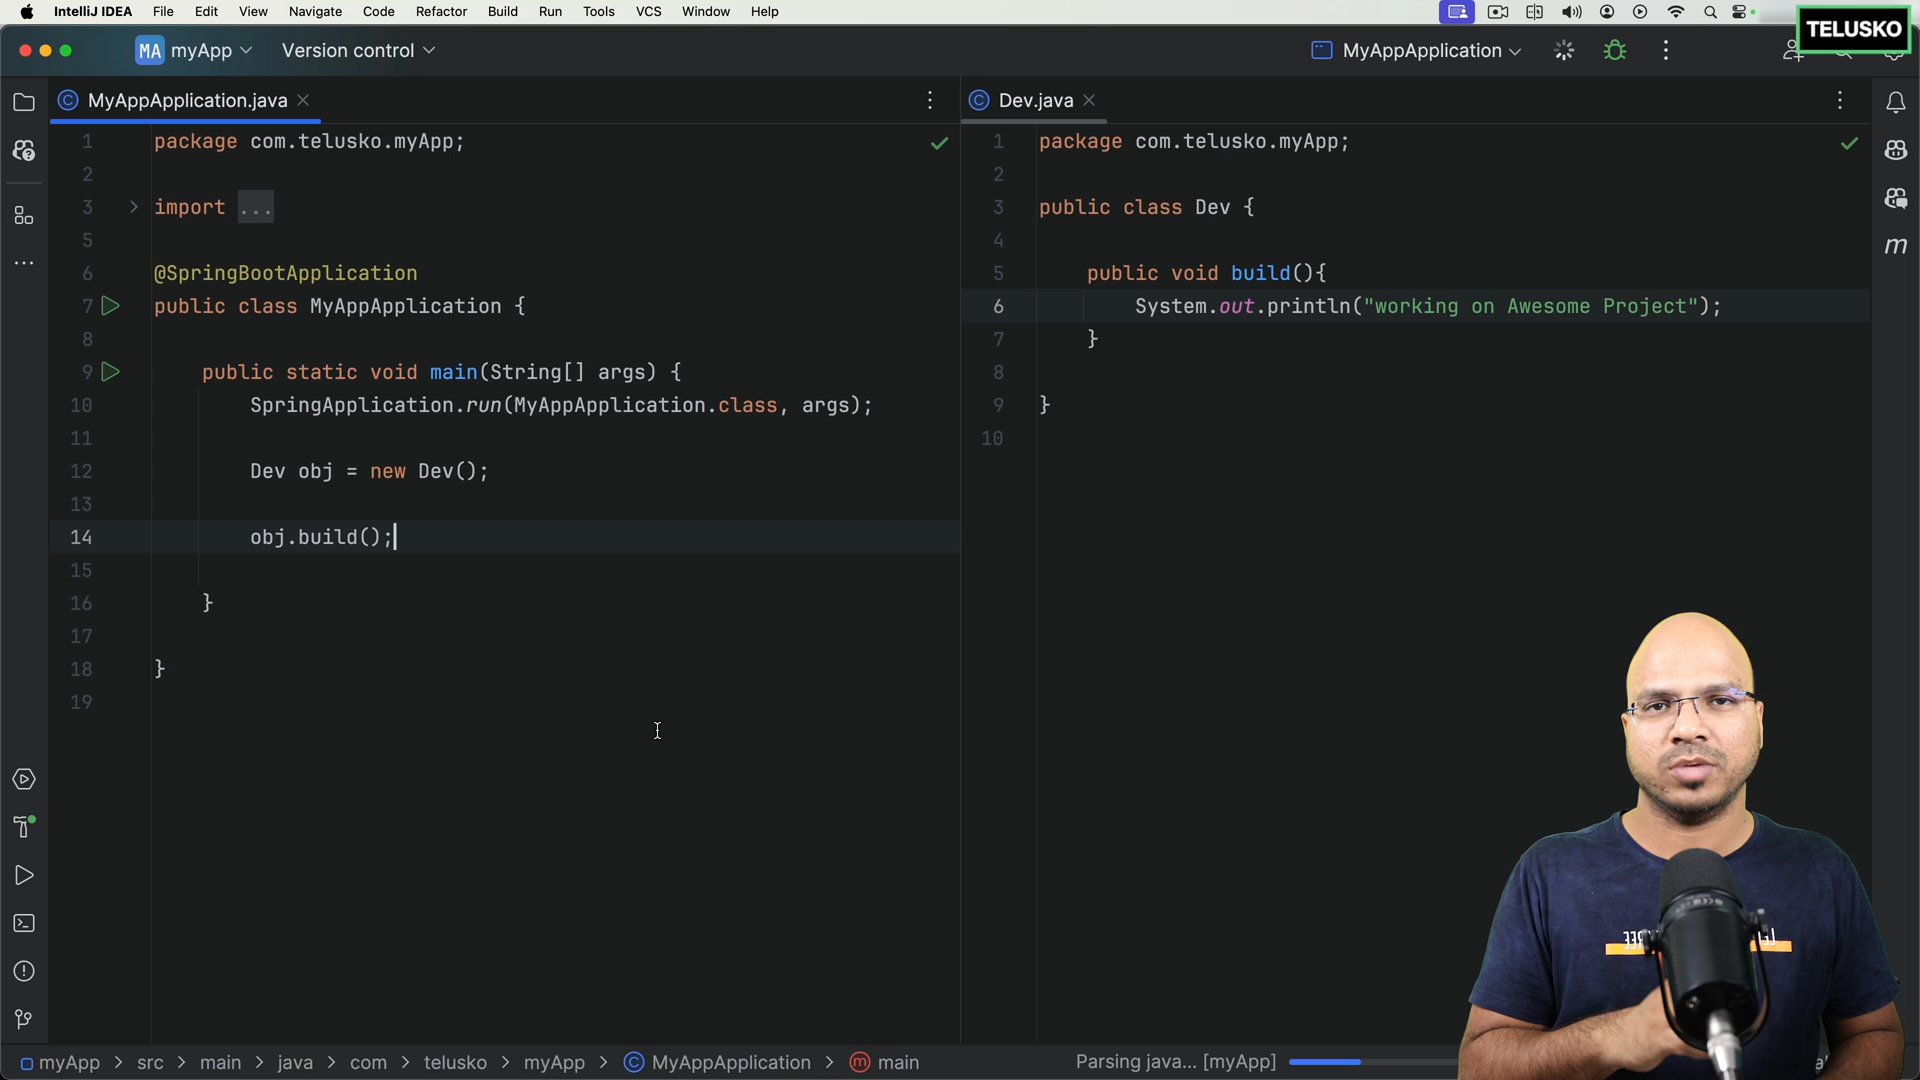 IntelliJ IDEA File Edit View Navigate Code Refactor Build Run Tools VCS Window Help
TELUSKO
MA myApp Version control MyAppApplication
MyAppApplication.java
1 package com.telusko.myApp;
2
3 import ...
5
6 @SpringBootApplication
7 public class MyAppApplication {
8
9 public static void main(String[] args) {
10 SpringApplication.run(MyAppApplication.class, args);
11
12 Dev obj = new Dev();
13
14 obj.build();
15
16 }
17
18 }
19
Dev.java
1 package com.telusko.myApp;
2
3 public class Dev {
4
5 public void build(){
6 System.out.println("working on Awesome Project");
7 }
8
9 }
10
m
myApp > src > main > java > com > telusko > myApp > MyAppApplication > main
Parsing java... [myApp]